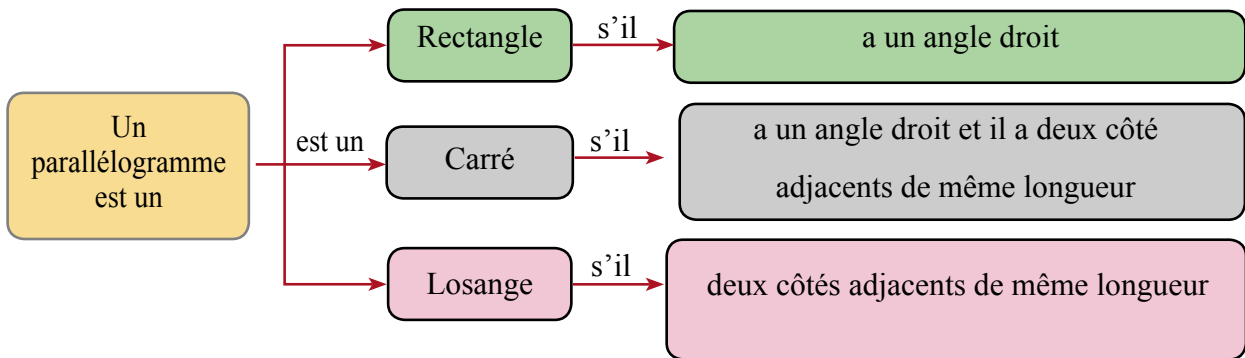 Un
parallélogramme
est un
est un
Rectangle
s’il
a un angle droit
Carré
s’il
a un angle droit et il a deux côté
adjacents de même longueur
Losange
s’il
deux côtés adjacents de même longueur